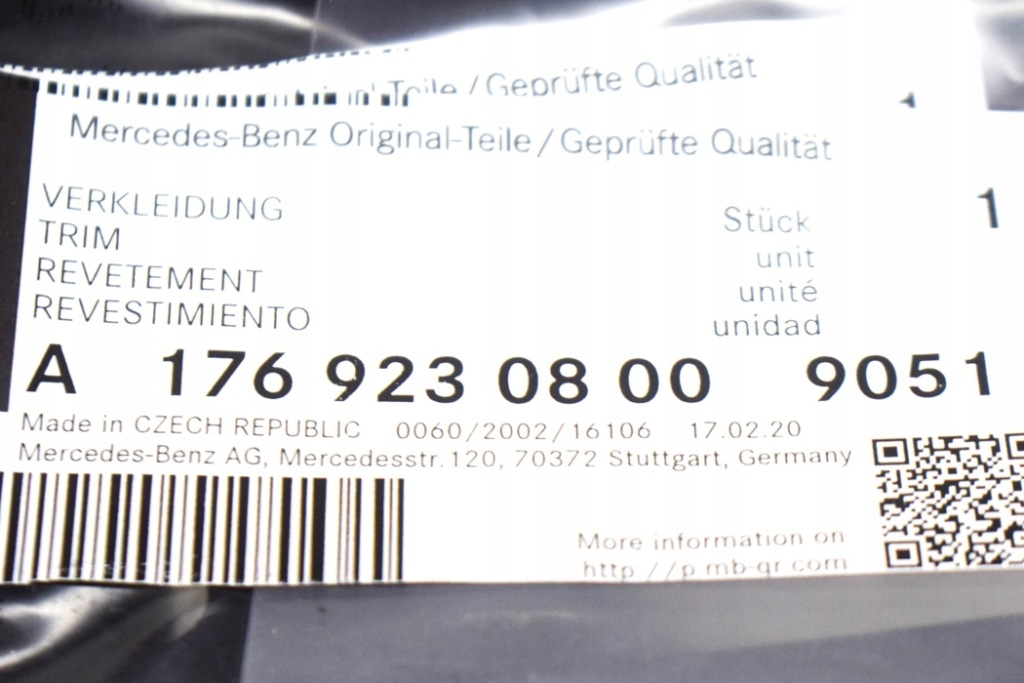 /Geprüfte Qualität
Mercedes-Benz Original-Teile/Geprüfte Qualität
VERKLEIDUNG
TRIM
REVETEMENT
REVESTIMIENTO
Stück 1
unit
unité
unidad
A 176 923 08 00 9051
Made in CZECH REPUBLIC 0060/2002/16106 17.02.20
Mercedes-Benz AG, Mercedesstr.120, 70372 Stuttgart, Germany
More information on
http://p.mb-qr.com